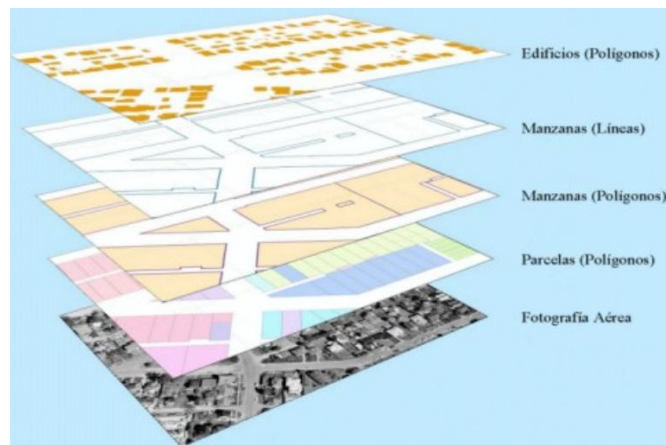 Edificios (Polígonos)
Manzanas (Líneas)
Manzanas (Polígonos)
Parcelas (Polígonos)
Fotografía Aérea